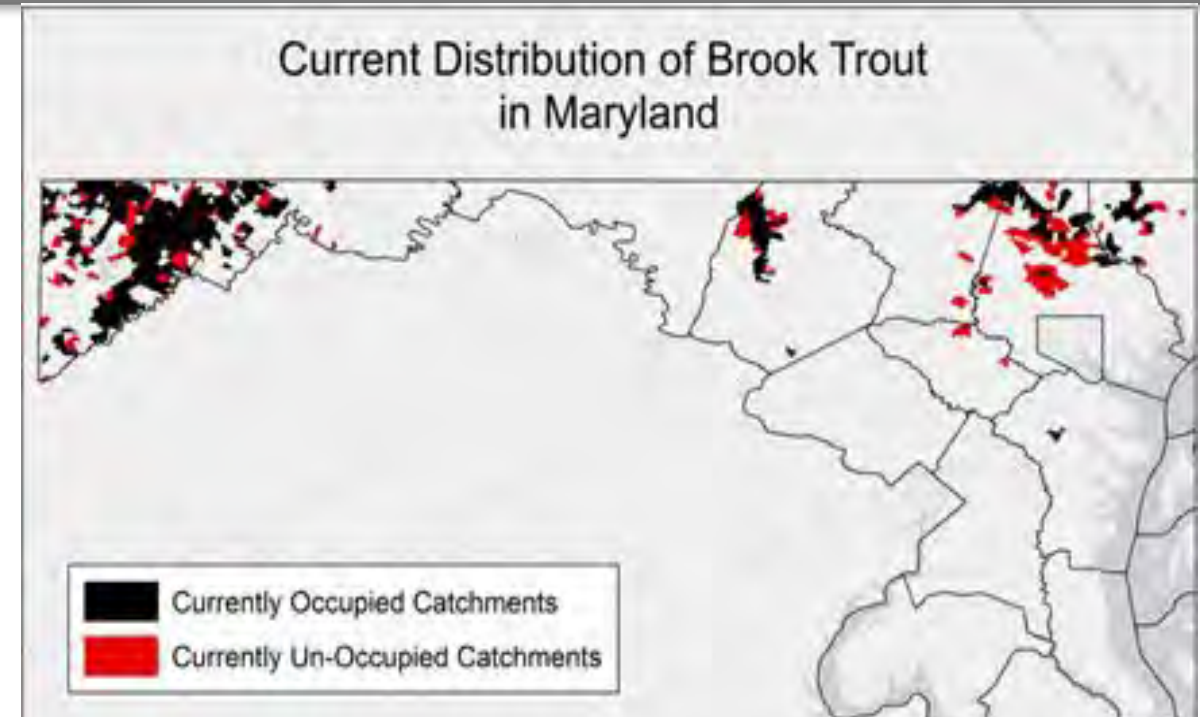 Current Distribution of Brook Trout
in Maryland
Currently Occupied Catchments
Currently Un-Occupied Catchments